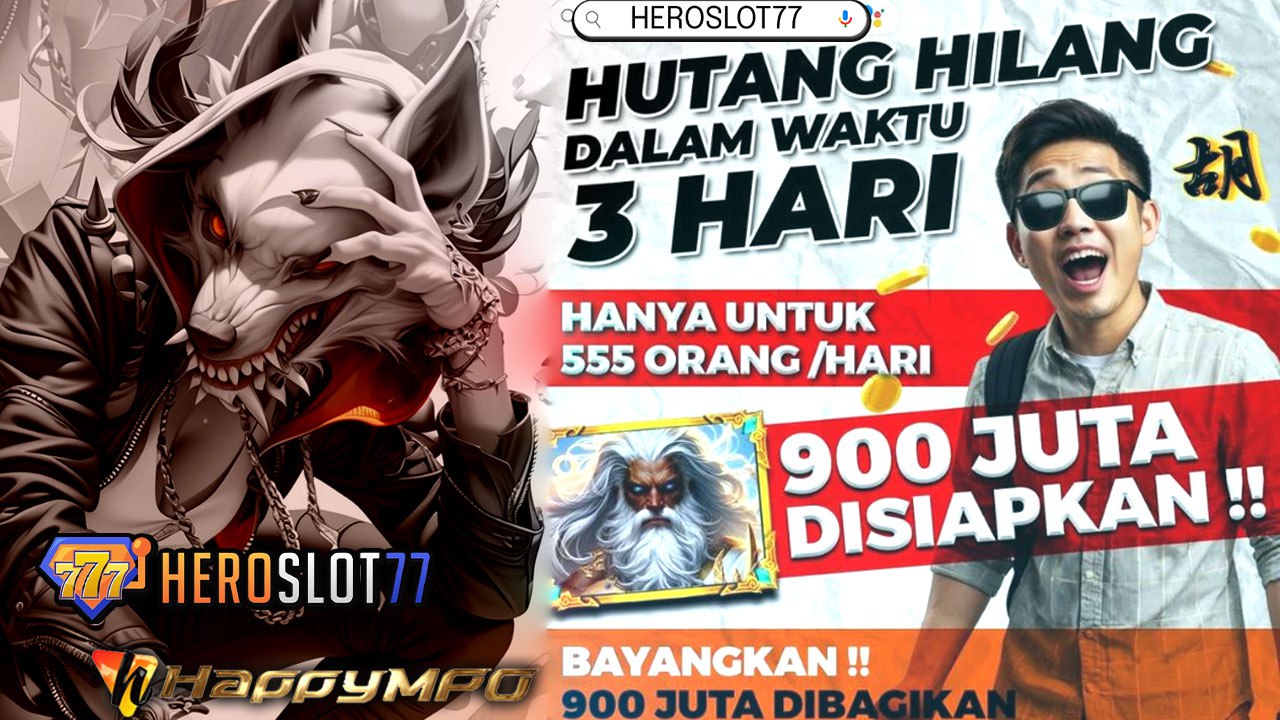 HEROSLOT77
HUTANG HILANG
DALAM WAKTU
3 HARI
胡
HANYA UNTUK
555 ORANG /HARI
900 JUTA
DISIAPKAN !!
777 HEROSLOT77
HAPPYMPO
BAYANGKAN !!
900 JUTA DIBAGIKAN